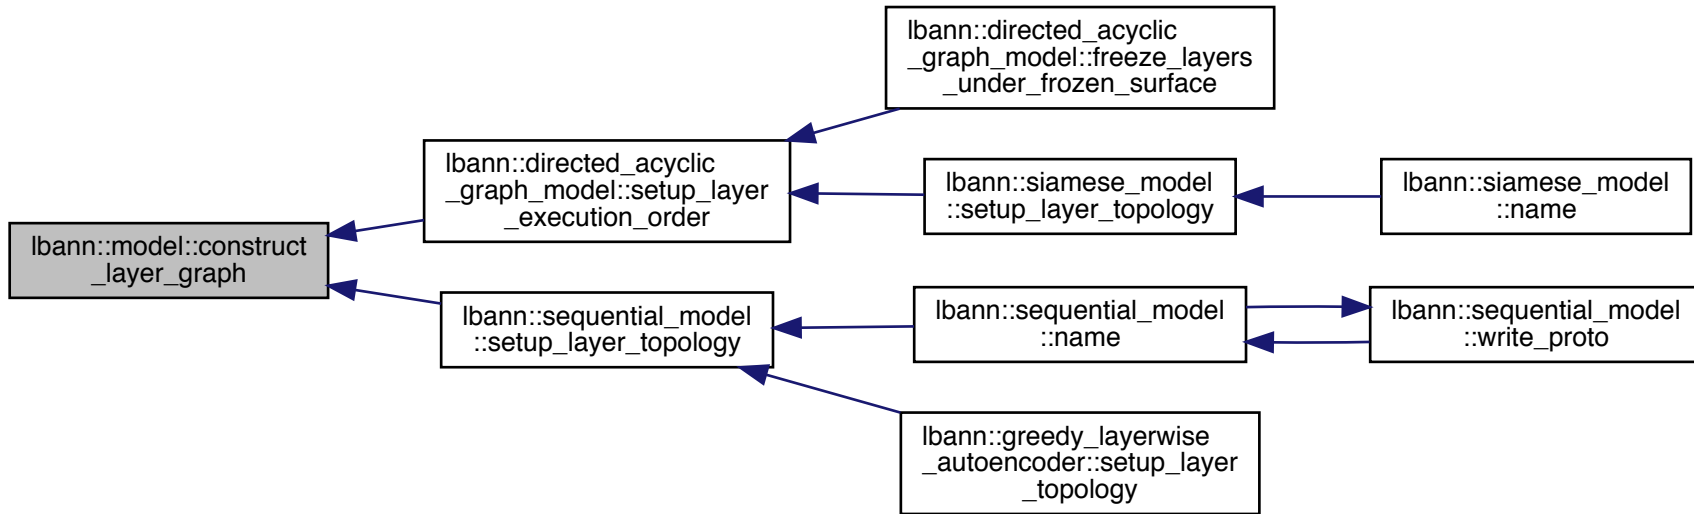 lbann::directed_acyclic
_graph_model::freeze_layers
_under_frozen_surface
lbann::directed_acyclic
_graph_model::setup_layer
_execution_order
lbann::siamese_model
::setup_layer_topology
lbann::siamese_model
::name
lbann::model::construct
_layer_graph
lbann::sequential_model
::setup_layer_topology
lbann::sequential_model
::name
lbann::sequential_model
::write_proto
lbann::greedy_layerwise
_autoencoder::setup_layer
_topology